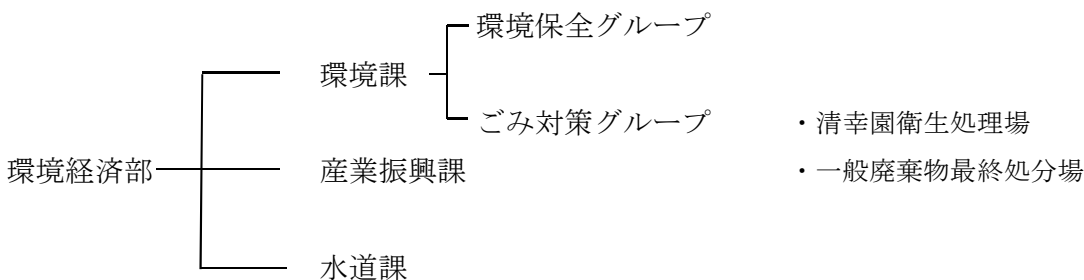 環境保全グループ
環境課
ごみ対策グループ ・清幸園衛生処理場
環境経済部 産業振興課 ・一般廃棄物最終処分場
水道課